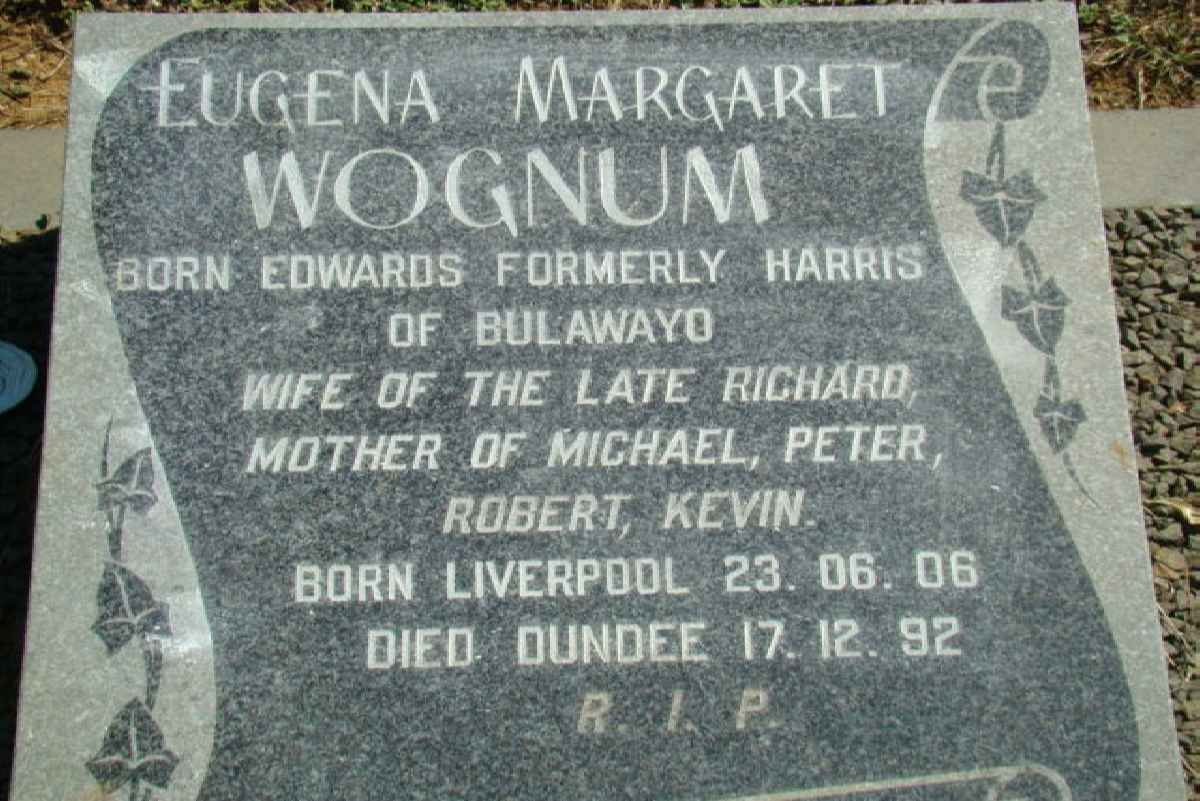 EUGENA MARGARET
WOGNUM
BORN EDWARDS FORMERLY HARRIS
OF BULAWAYO
WIFE OF THE LATE RICHARD,
MOTHER OF MICHAEL, PETER,
ROBERT, KEVIN.
BORN LIVERPOOL 23. 06. 06
DIED DUNDEE 17. 12. 92
R. I. P.